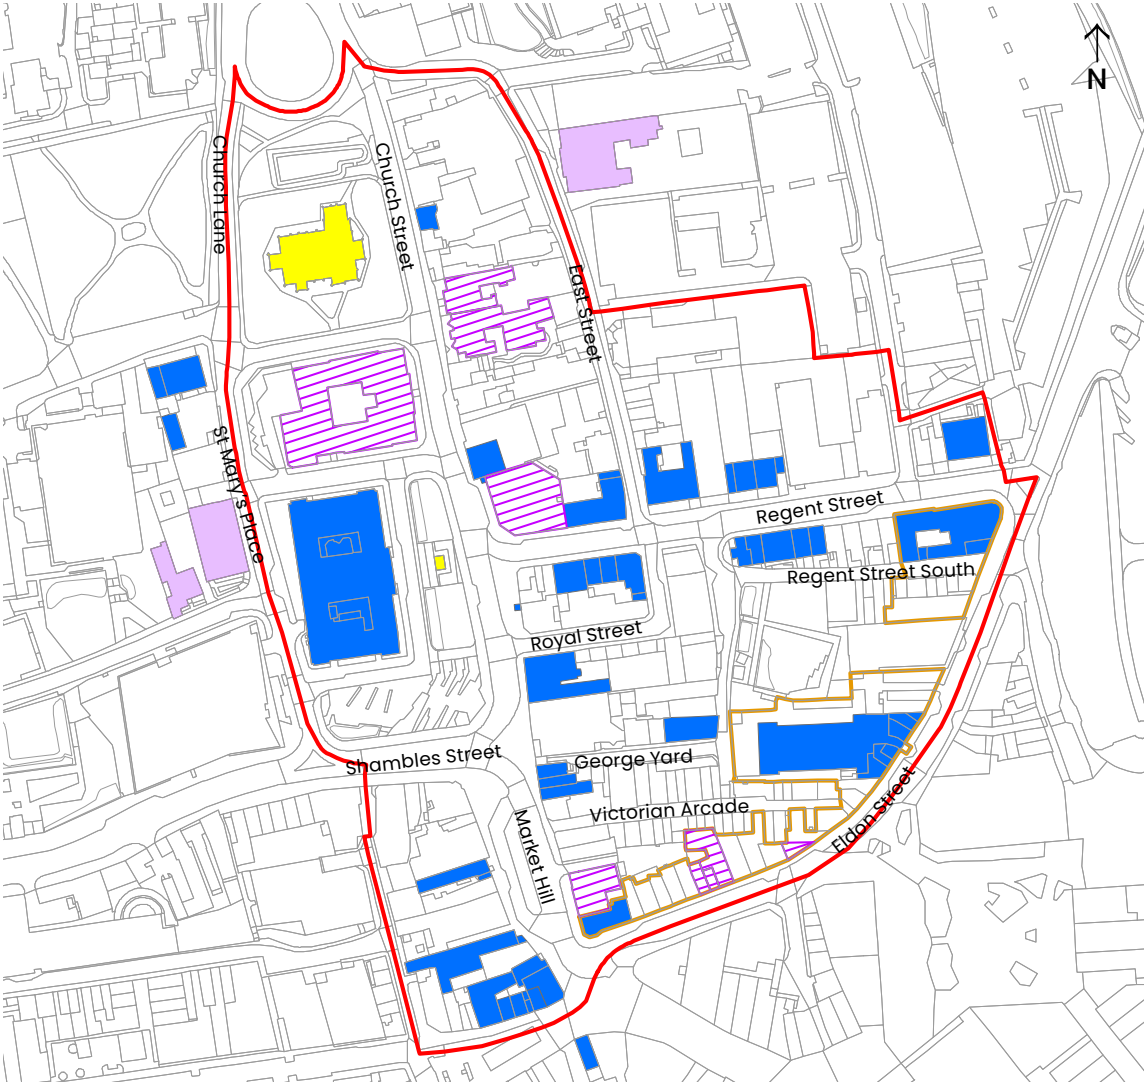 N
Church Lane
Church Street
East Street
St Mary's Place
Regent Street
Regent Street South
Royal Street
Shambles Street
George Yard
Victorian Arcade
Market Hill
Eldon Street